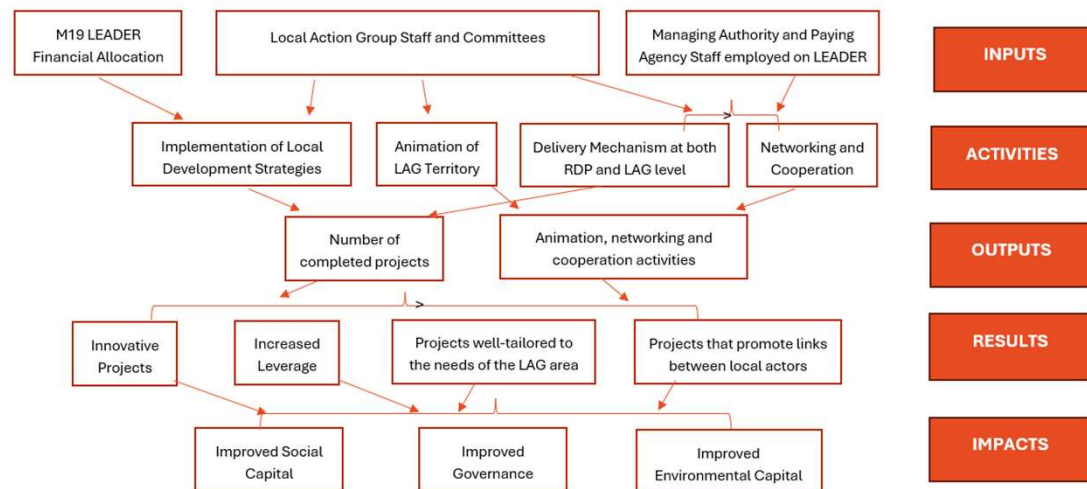 M19 LEADER
Financial Allocation
Local Action Group Staff and Committees
Managing Authority and Paying
Agency Staff employed on LEADER
INPUTS
>
Implementation of Local
Development Strategies
Animation of
LAG Territory
Delivery Mechanism at both
RDP and LAG level
Networking and
Cooperation
ACTIVITIES
Number of
completed projects
Animation, networking and
cooperation activities
OUTPUTS
>
Innovative
Projects
Increased
Leverage
Projects well-tailored to
the needs of the LAG area
Projects that promote links
between local actors
RESULTS
Improved Social
Capital
Improved
Governance
Improved
Environmental Capital
IMPACTS